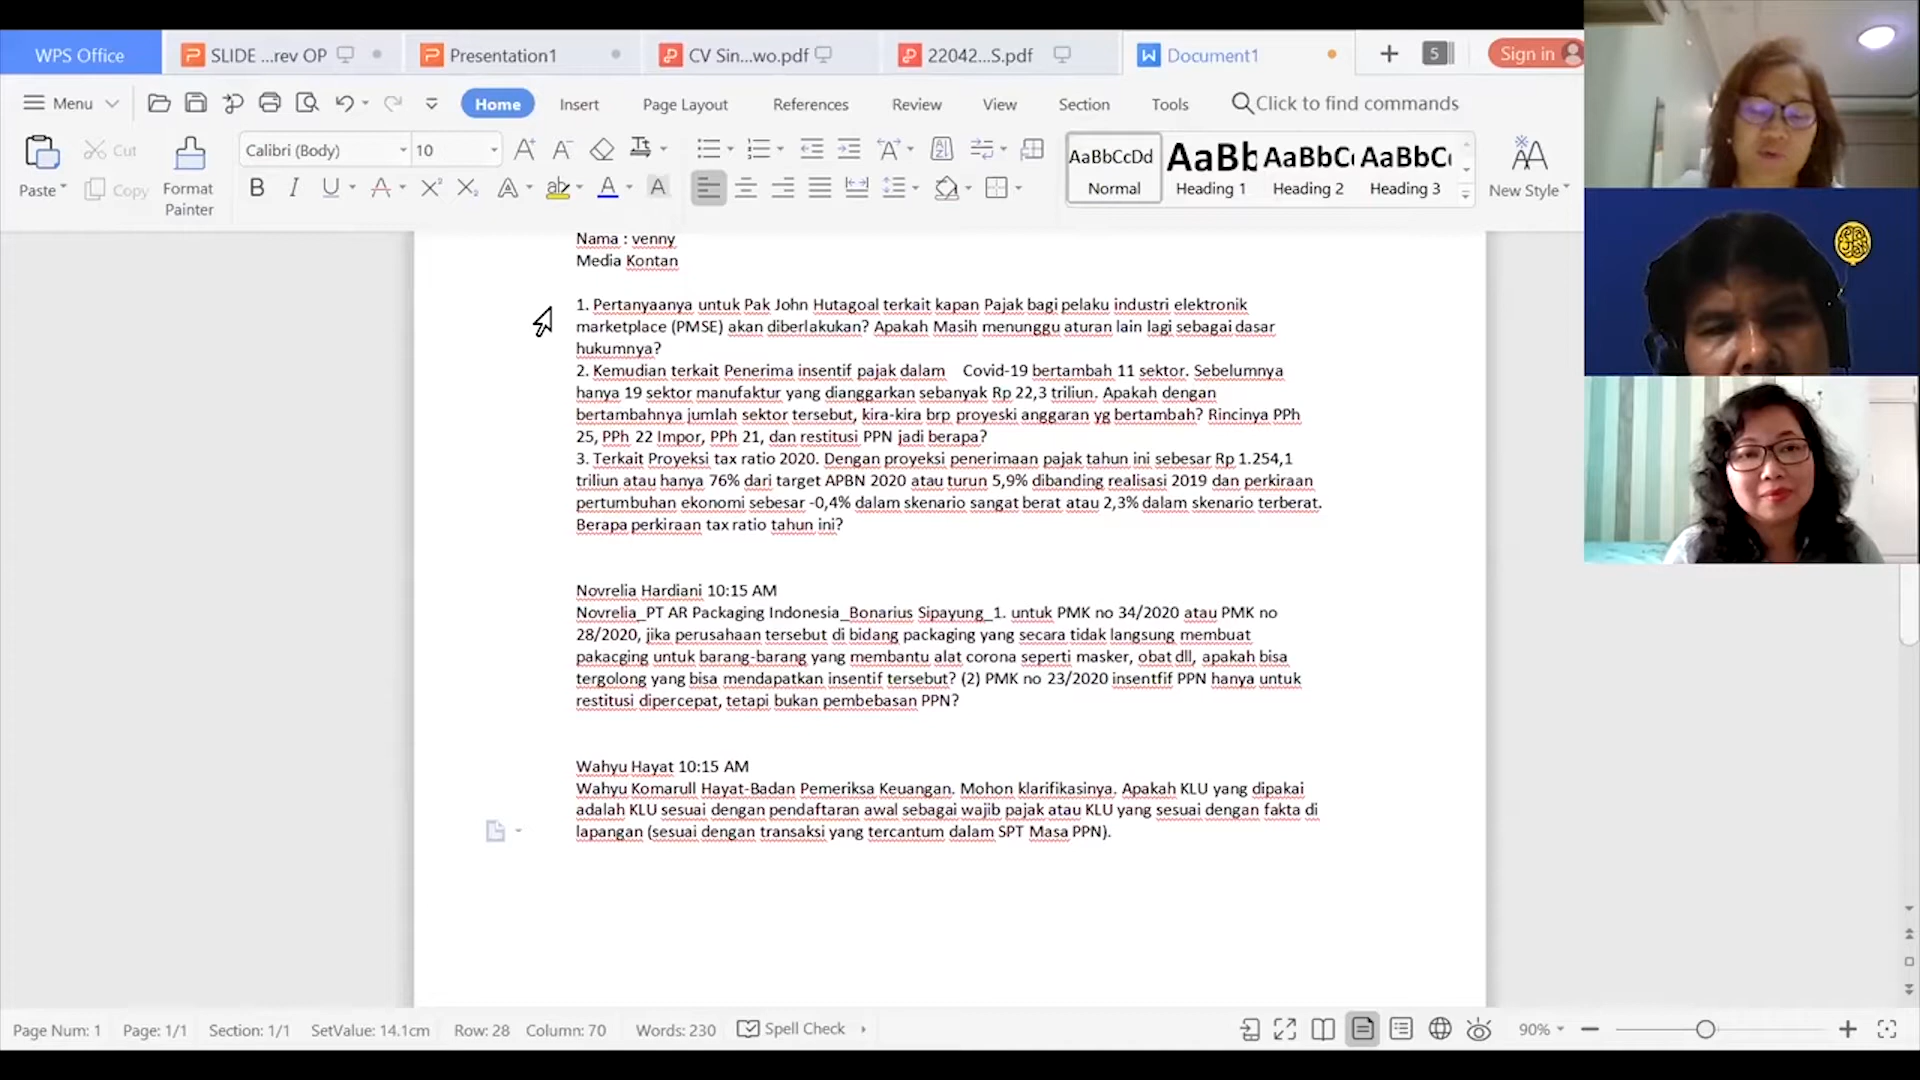 WPS Office
SLIDE ...rev OP
Presentation1
CV Sin...wo.pdf
22042...S.pdf
Document1
5
Sign in
Menu
Home
Insert
Page Layout
References
Review
View
Section
Tools
Click to find commands
Paste
Cut
Copy
Format
Painter
Calibri (Body)
10
AaBbCcDd
Normal
AaBb
Heading 1
AaBbC
Heading 2
AaBbC
Heading 3
New Style
Nama : venny
Media Kontan
1. Pertanyaanya untuk Pak John Hutagoal terkait kapan Pajak bagi pelaku industri elektronik
marketplace (PMSE) akan diberlakukan? Apakah Masih menunggu aturan lain lagi sebagai dasar
hukumnya?
2. Kemudian terkait Penerima insentif pajak dalam Covid-19 bertambah 11 sektor. Sebelumnya
hanya 19 sektor manufaktur yang dianggarkan sebanyak Rp 22,3 triliun. Apakah dengan
bertambahnya jumlah sektor tersebut, kira-kira brp proyeski anggaran yg bertambah? Rincinya PPh
25, PPh 22 Impor, PPh 21, dan restitusi PPN jadi berapa?
3. Terkait Proyeksi tax ratio 2020. Dengan proyeksi penerimaan pajak tahun ini sebesar Rp 1.254,1
triliun atau hanya 76% dari target APBN 2020 atau turun 5,9% dibanding realisasi 2019 dan perkiraan
pertumbuhan ekonomi sebesar -0,4% dalam skenario sangat berat atau 2,3% dalam skenario terberat.
Berapa perkiraan tax ratio tahun ini?
Novrelia Hardiani 10:15 AM
Novrelia_PT AR Packaging Indonesia_Bonarius Sipayung_1. untuk PMK no 34/2020 atau PMK no
28/2020, jika perusahaan tersebut di bidang packaging yang secara tidak langsung membuat
pakacging untuk barang-barang yang membantu alat corona seperti masker, obat dll, apakah bisa
tergolong yang bisa mendapatkan insentif tersebut? (2) PMK no 23/2020 insentfif PPN hanya untuk
restitusi dipercepat, tetapi bukan pembebasan PPN?
Wahyu Hayat 10:15 AM
Wahyu Komarull Hayat-Badan Pemeriksa Keuangan. Mohon klarifikasinya. Apakah KLU yang dipakai
adalah KLU sesuai dengan pendaftaran awal sebagai wajib pajak atau KLU yang sesuai dengan fakta di
lapangan (sesuai dengan transaksi yang tercantum dalam SPT Masa PPN).
Page Num: 1
Page: 1/1
Section: 1/1
SetValue: 14.1cm
Row: 28
Column: 70
Words: 230
Spell Check
90%